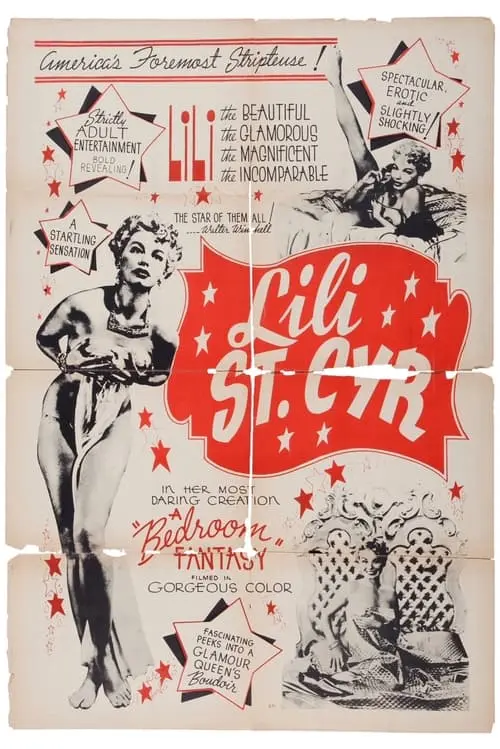 America's Foremost Stripteuse!
Strictly
ADULT
ENTERTAINMENT
BOLD
REVEALING!
LiLi
the BEAUTIFUL
the GLAMOROUS
the MAGNIFICENT
the INCOMPARABLE
SPECTACULAR,
EROTIC
and
SLIGHTLY
SHOCKING!
A
STARTLING
SENSATION
THE STAR OF THEM ALL!
....Walter Winchell
Lili
ST. CYR
IN HER MOST
DARING CREATION
A
"Bedroom"
FANTASY
FILMED IN
GORGEOUS COLOR
FASCINATING
PEEKS INTO A
GLAMOUR
QUEEN'S
Boudoir